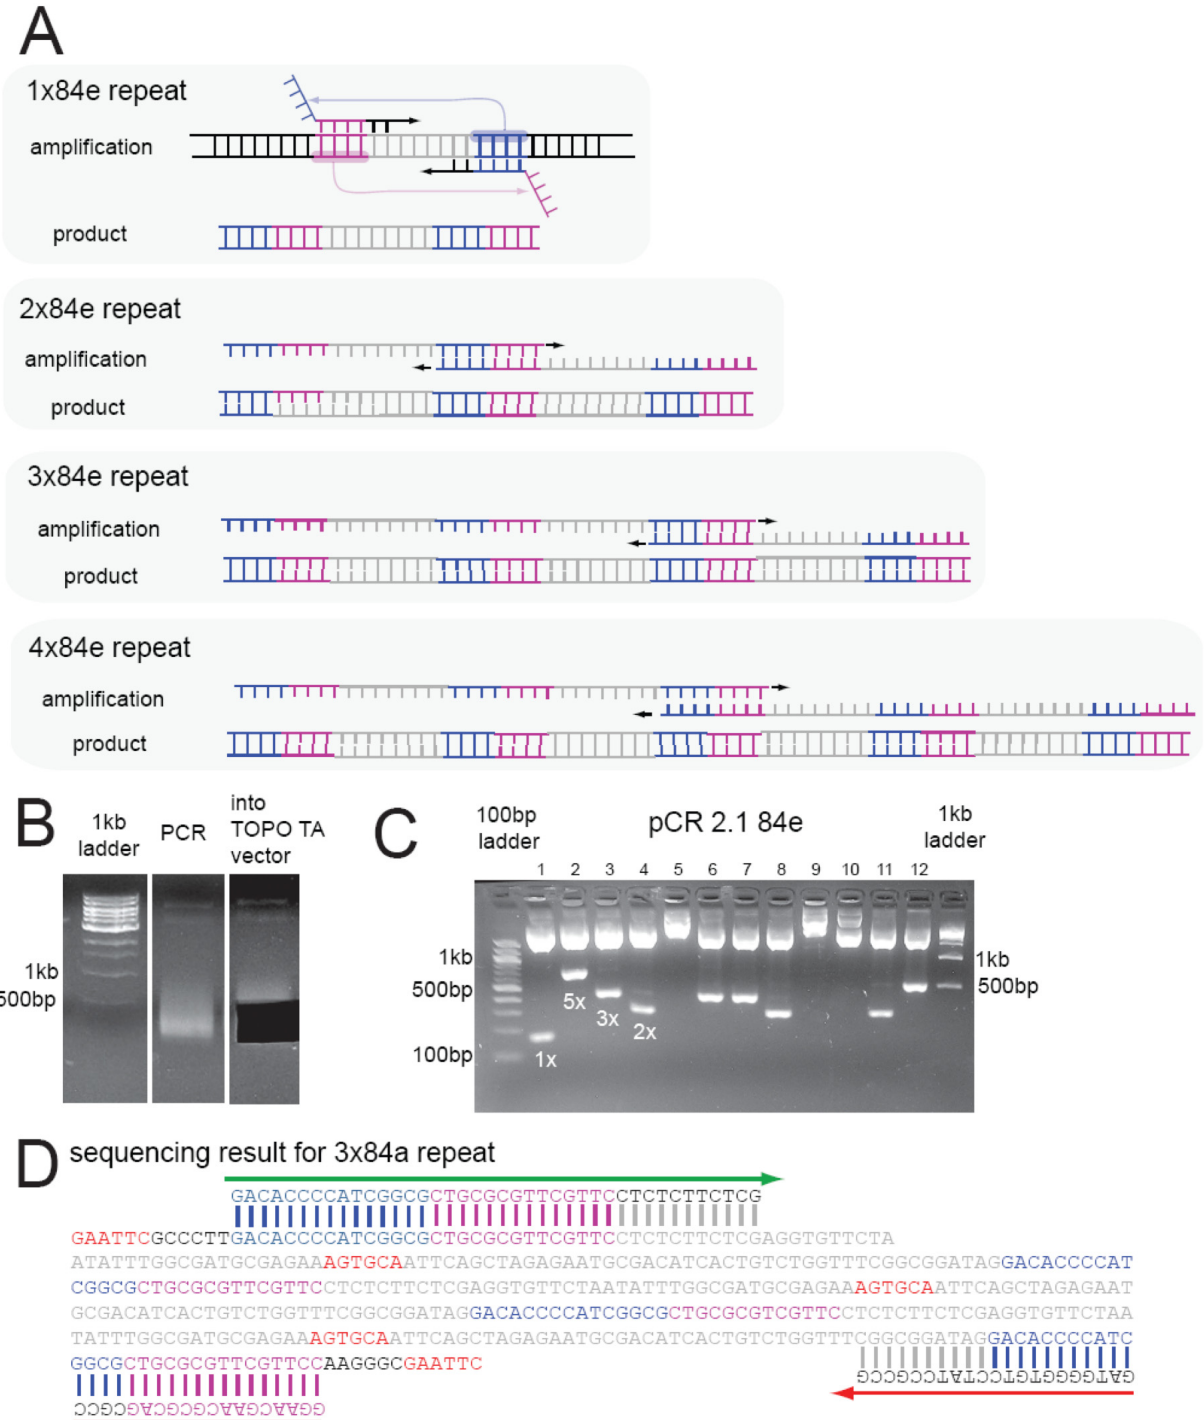 A
1x84e repeat
amplification
product
2x84e repeat
amplification
product
3x84e repeat
amplification
product
4x84e repeat
amplification
product
B
1kb
ladder
PCR
into
TOPO TA
vector
1kb
500bp
C
100bp
ladder
pCR 2.1 84e
1kb
ladder
1 2 3 4 5 6 7 8 9 10 11 12
1kb
500bp
100bp
5x
3x
2x
1x
1kb
500bp
D
sequencing result for 3x84a repeat
GACACCCCATCGGCGCTGCGCGTTCGTTCCTCTCTTCTCG
GAATTCGCCCTTGACACCCCATCGGCGCTGCGCGTTCGTTCCTCTCTTCTCGAGGTGTTCTA
ATATTTGGCGATGCGAGAAAGTGCAATTCAGCTAGAGAATGCGACATCACTGTCTGGTTTCGGCGGATAGGACACCCCAT
CGGCGCTGCGCGTTCGTTCCTCTCTTCTCGAGGTGTTCTAATATTTGGCGATGCGAGAAAGTGCAATTCAGCTAGAGAAT
GCGACATCACTGTCTGGTTTCGGCGGATAGGACACCCCATCGGCGCTGCGCGTCGTTCCTCTCTTCTCGAGGTGTTCTAA
TATTTGGCGATGCGAGAAAGTGCAATTCAGCTAGAGAATGCGACATCACTGTCTGGTTTCGGCGGATAGGACACCCCATC
GGCGCTGCGCGTTCGTTCCAAGGGCGAATTC
GATGGGGTGTCCTATCCGCCG
GGAACGAACGCGCAGCGCC